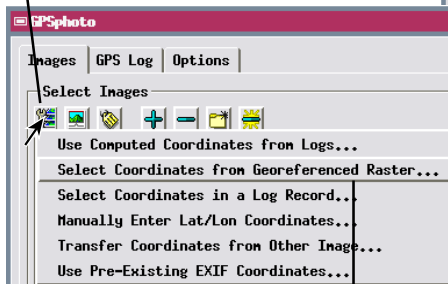 GPSphoto
Images GPS Log Options
Select Images
Use Computed Coordinates from Logs...
Select Coordinates from Georeferenced Raster...
Select Coordinates in a Log Record...
Manually Enter Lat/Lon Coordinates...
Transfer Coordinates from Other Image...
Use Pre-Existing EXIF Coordinates...